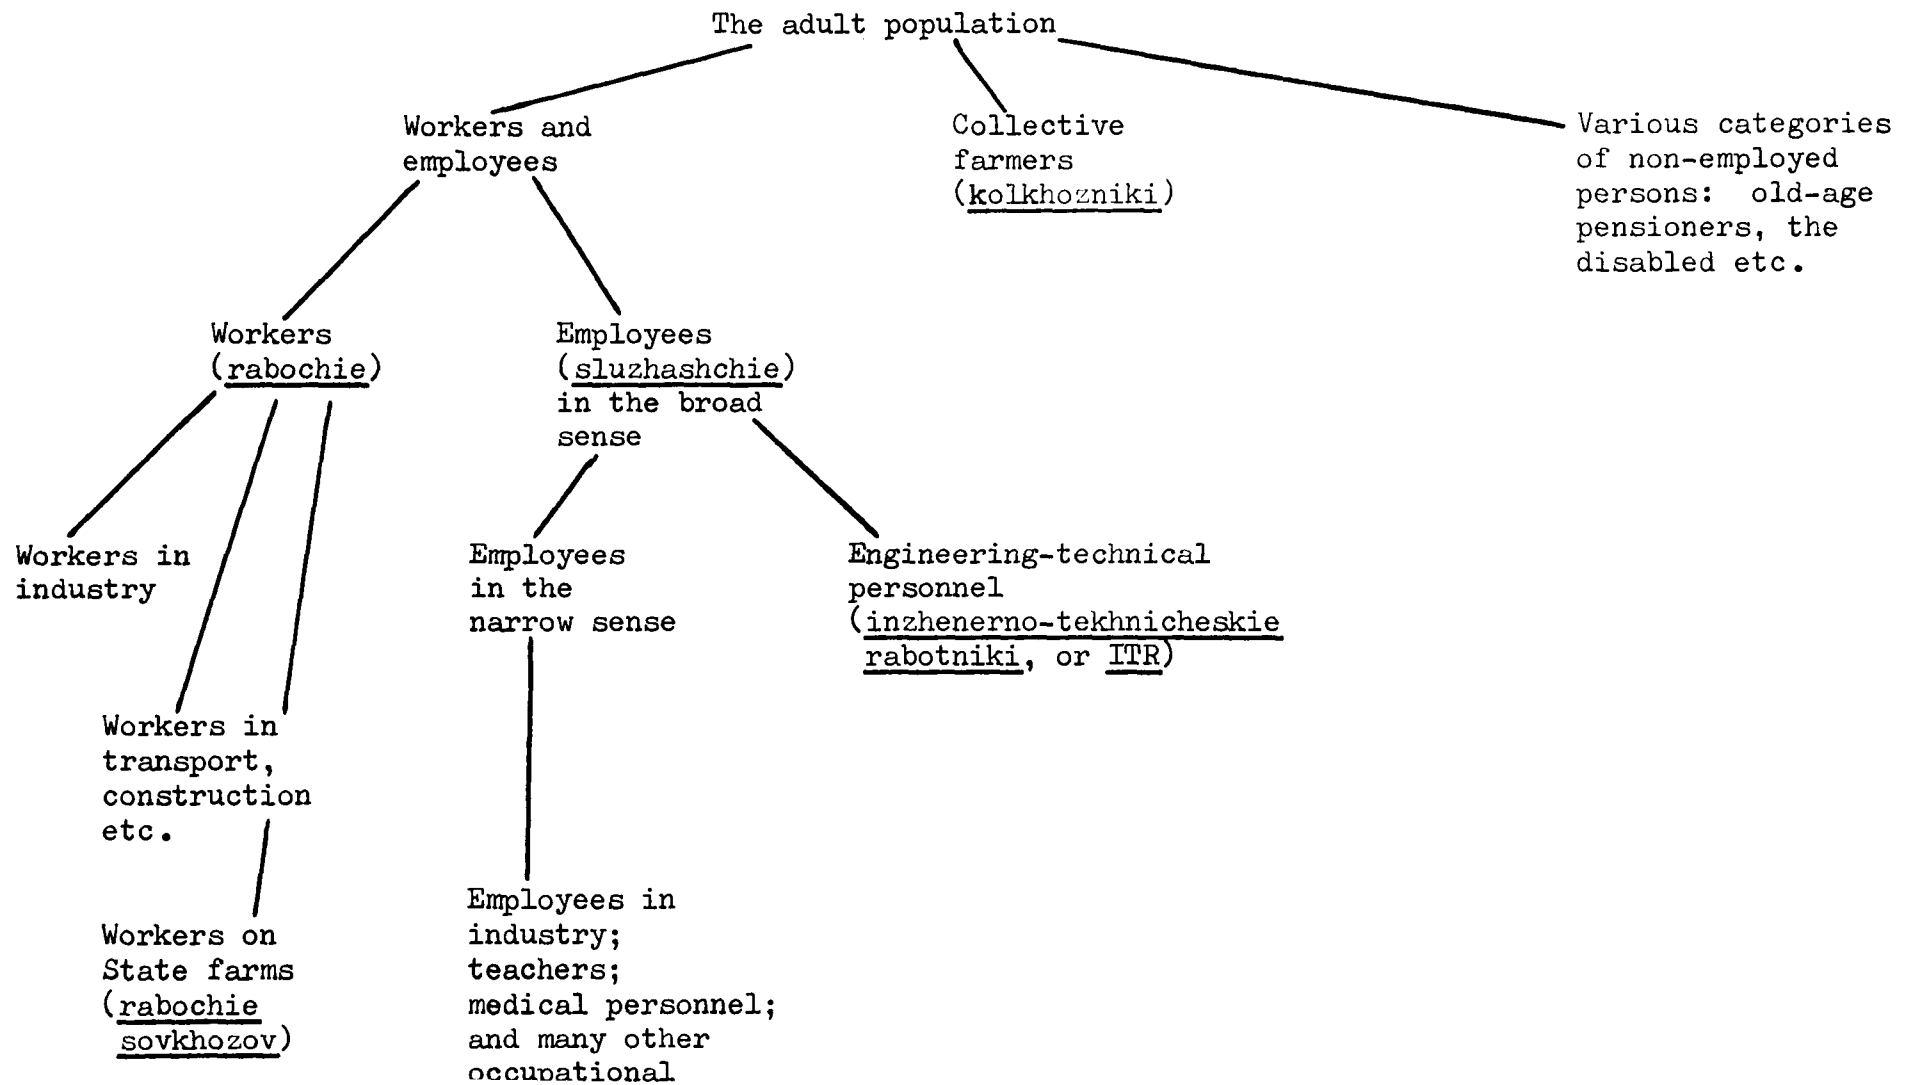 The adult population
Workers and
employees
Collective
farmers
(kolkhozniki)
Various categories
of non-employed
persons: old-age
pensioners, the
disabled etc.
Workers
(rabochie)
Employees
(sluzhashchie)
in the broad
sense
Workers in
industry
Employees
in the
narrow sense
Engineering-technical
personnel
(inzhenerno-tekhnicheskie
rabotniki, or ITR)
Workers in
transport,
construction
etc.
Workers on
State farms
(rabochie
sovkhozov)
Employees in
industry;
teachers;
medical personnel;
and many other
occupational